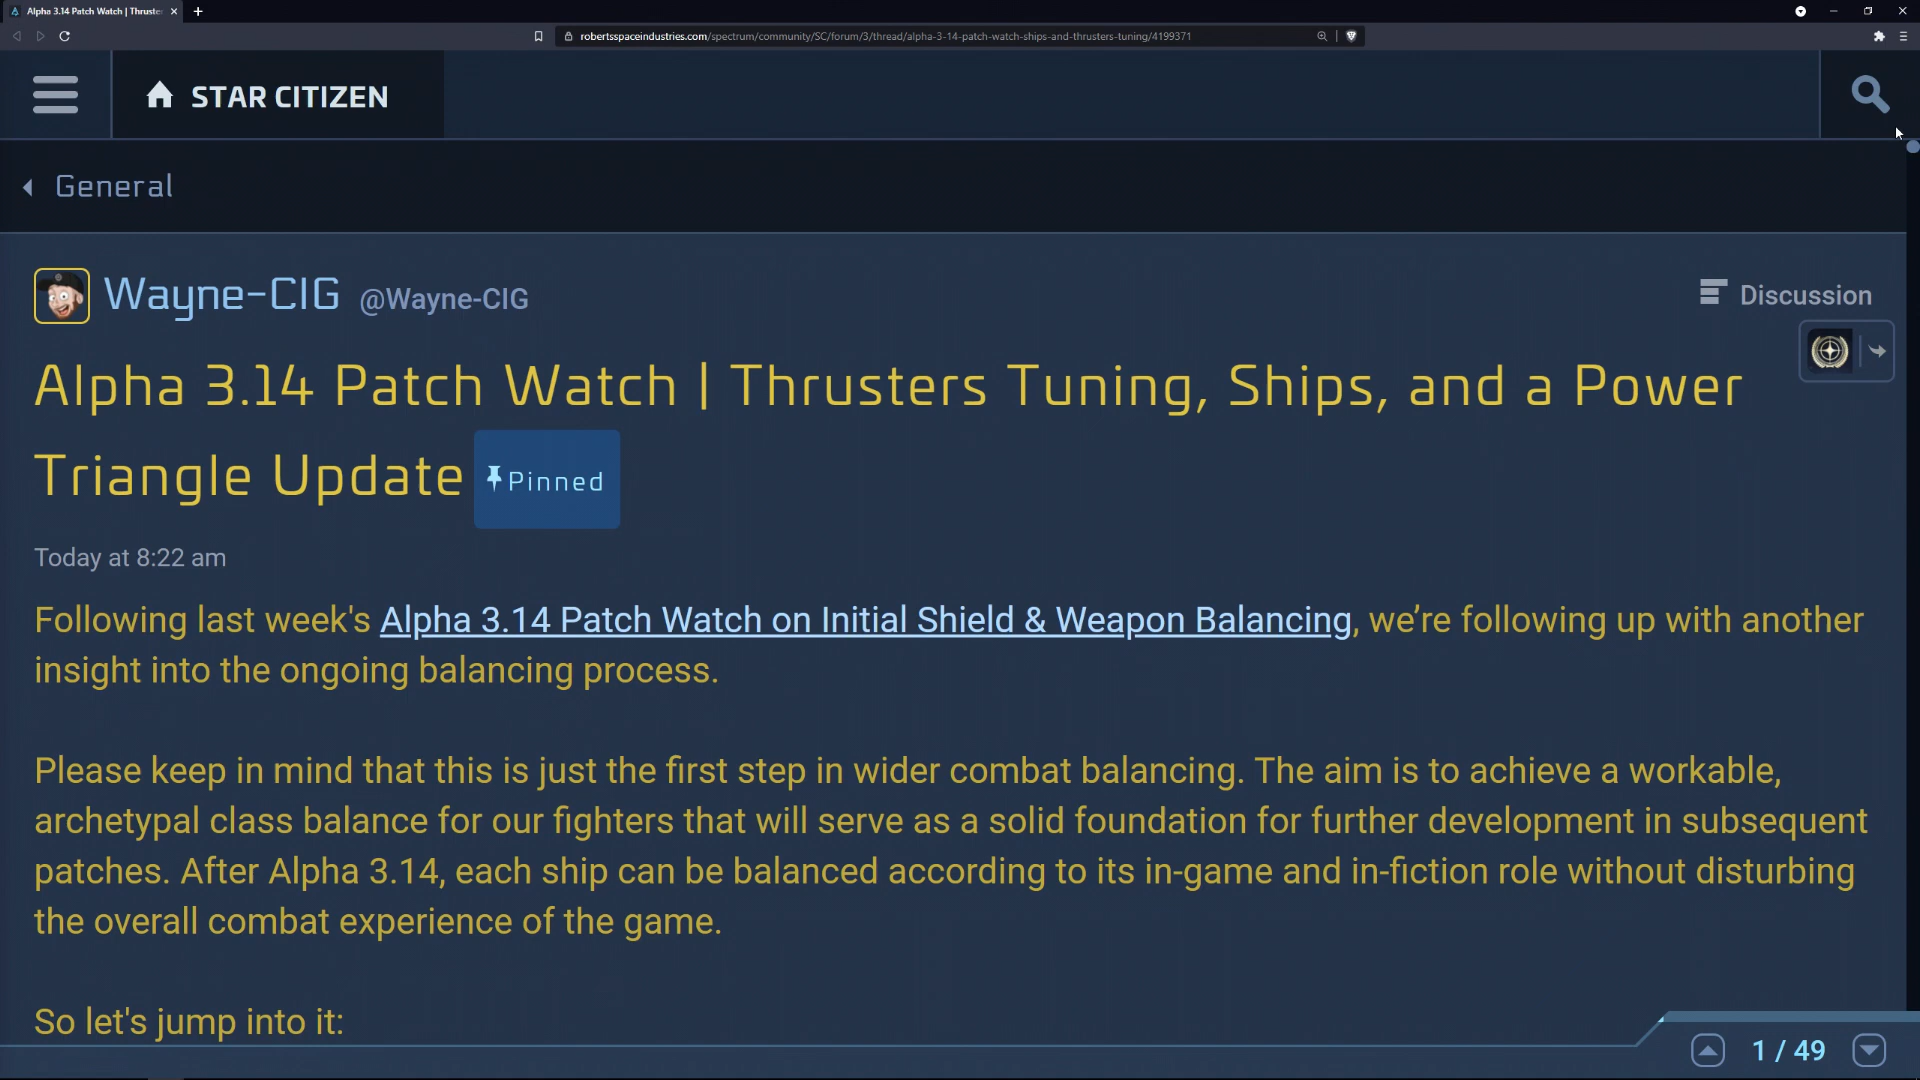 Alpha 3.14 Patch Watch | Thruste
robertsspaceindustries.com/spectrum/community/SC/forum/3/thread/alpha-3-14-patch-watch-ships-and-thrusters-tuning/4199371
STAR CITIZEN
General
Wayne-CIG @Wayne-CIG
Discussion
Alpha 3.14 Patch Watch | Thrusters Tuning, Ships, and a Power
Triangle Update Pinned
Today at 8:22 am
Following last week's Alpha 3.14 Patch Watch on Initial Shield & Weapon Balancing, we’re following up with another
insight into the ongoing balancing process.
Please keep in mind that this is just the first step in wider combat balancing. The aim is to achieve a workable,
archetypal class balance for our fighters that will serve as a solid foundation for further development in subsequent
patches. After Alpha 3.14, each ship can be balanced according to its in-game and in-fiction role without disturbing
the overall combat experience of the game.
So let's jump into it:
1 / 49